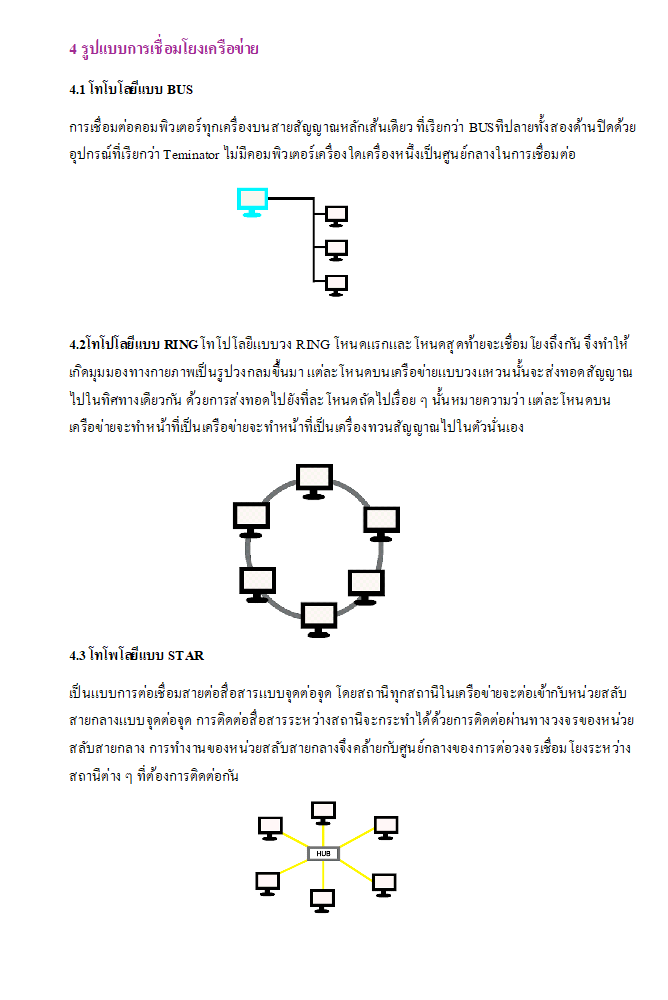 4 รูปแบบการเชื่อมโยงเครือข่าย
4.1 โทโบโลยีแบบ BUS
การเชื่อมต่อคอมพิวเตอร์ทุกเครื่องบนสายสัญญาณหลักเส้นเดียว ที่เรียกว่า BUSทีปลายทั้งสองด้านปิดด้วย
อุปกรณ์ที่เรียกว่า Teminator ไม่มีคอมพิวเตอร์เครื่องใดเครื่องหนึ่งเป็นศูนย์กลางในการเชื่อมต่อ
4.2โทโปโลยีแบบ RING โทโปโลยีแบบวง RING โหนดแรกและโหนดสุดท้ายจะเชื่อมโยงถึงกัน จึงทำให้
เกิดมุมมองทางกายภาพเป็นรูปวงกลมขึ้นมา แต่ละโหนดบนเครือข่ายแบบวงแหวนนั้นจะส่งทอดสัญญาณ
ไปในทิศทางเดียวกัน ด้วยการส่งทอดไปยังที่ละโหนดถัดไปเรื่อย ๆ นั้นหมายความว่า แต่ละโหนดบน
เครือข่ายจะทำหน้าที่เป็นเครือข่ายจะทำหน้าที่เป็นเครื่องทวนสัญญาณไปในตัวนั่นเอง
4.3 โทโพโลยีแบบ STAR
เป็นแบบการต่อเชื่อมสายต่อสื่อสารแบบจุดต่อจุด โดยสถานีทุกสถานีในเครือข่ายจะต่อเข้ากับหน่วยสลับ
สายกลางแบบจุดต่อจุด การติดต่อสื่อสารระหว่างสถานีจะกระทำได้ด้วยการติดต่อผ่านทางวงจรของหน่วย
สลับสายกลาง การทำงานของหน่วยสลับสายกลางจึงคล้ายกับศูนย์กลางของการต่อวงจรเชื่อมโยงระหว่าง
สถานีต่าง ๆ ที่ต้องการติดต่อกัน
HUB